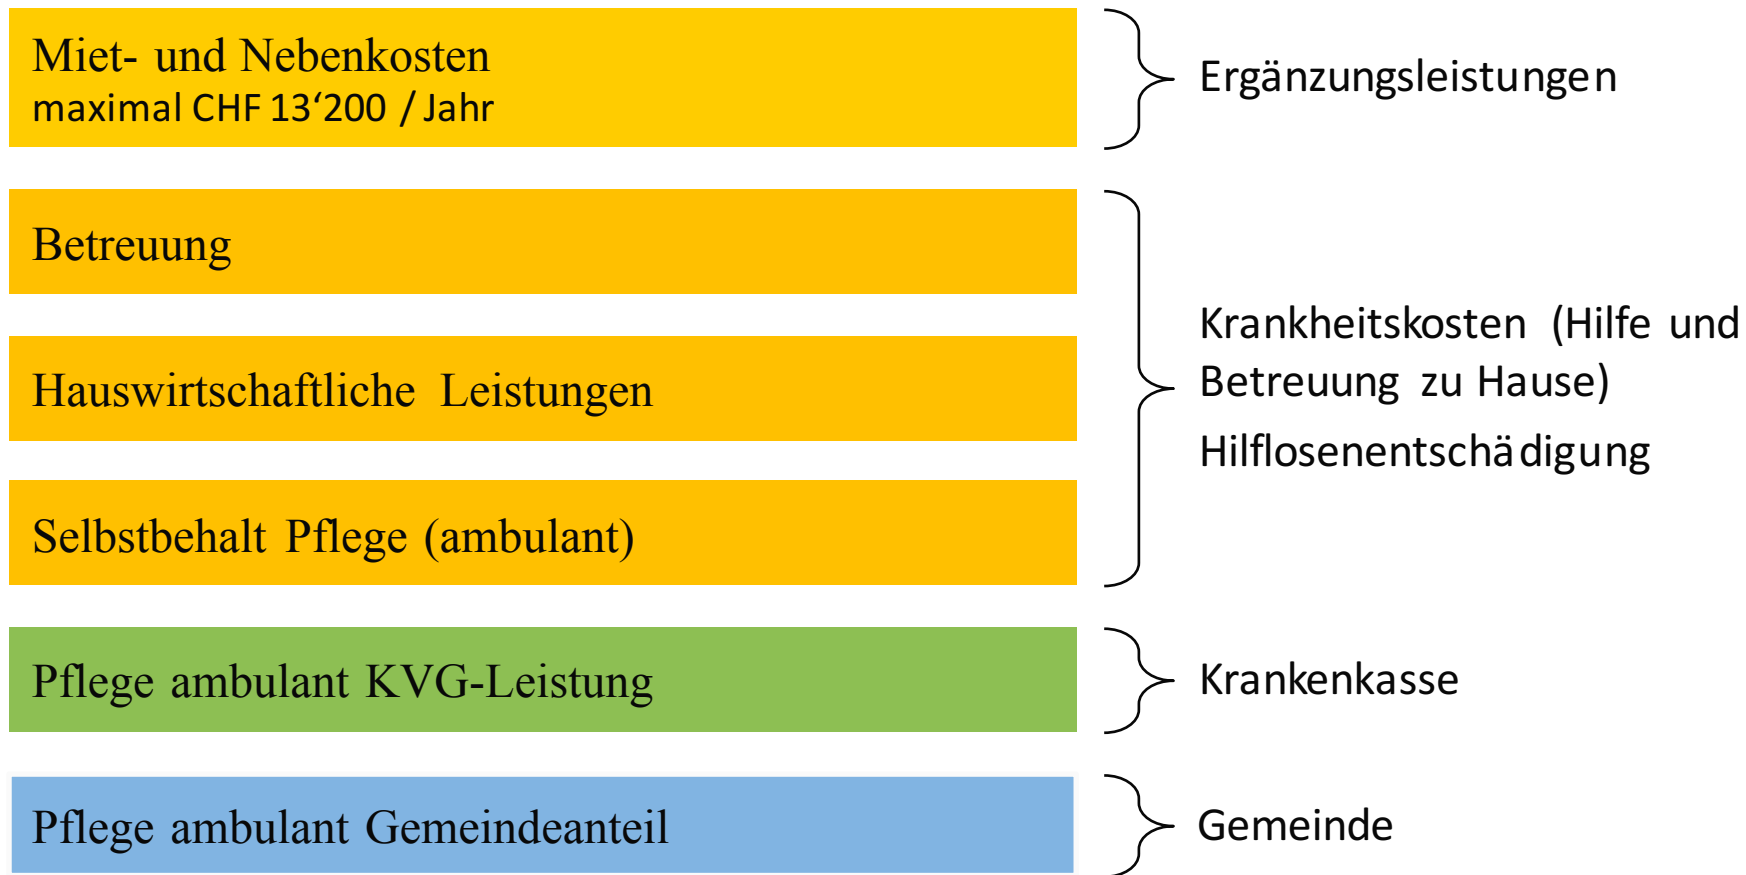 Miet- und Nebenkosten
maximal CHF 13‘200 / Jahr
Ergänzungsleistungen
Betreuung
Hauswirtschaftliche Leistungen
Selbstbehalt Pflege (ambulant)
Krankheitskosten (Hilfe und
Betreuung zu Hause)
Hilflosenentschädigung
Pflege ambulant KVG-Leistung
Krankenkasse
Pflege ambulant Gemeindeanteil
Gemeinde